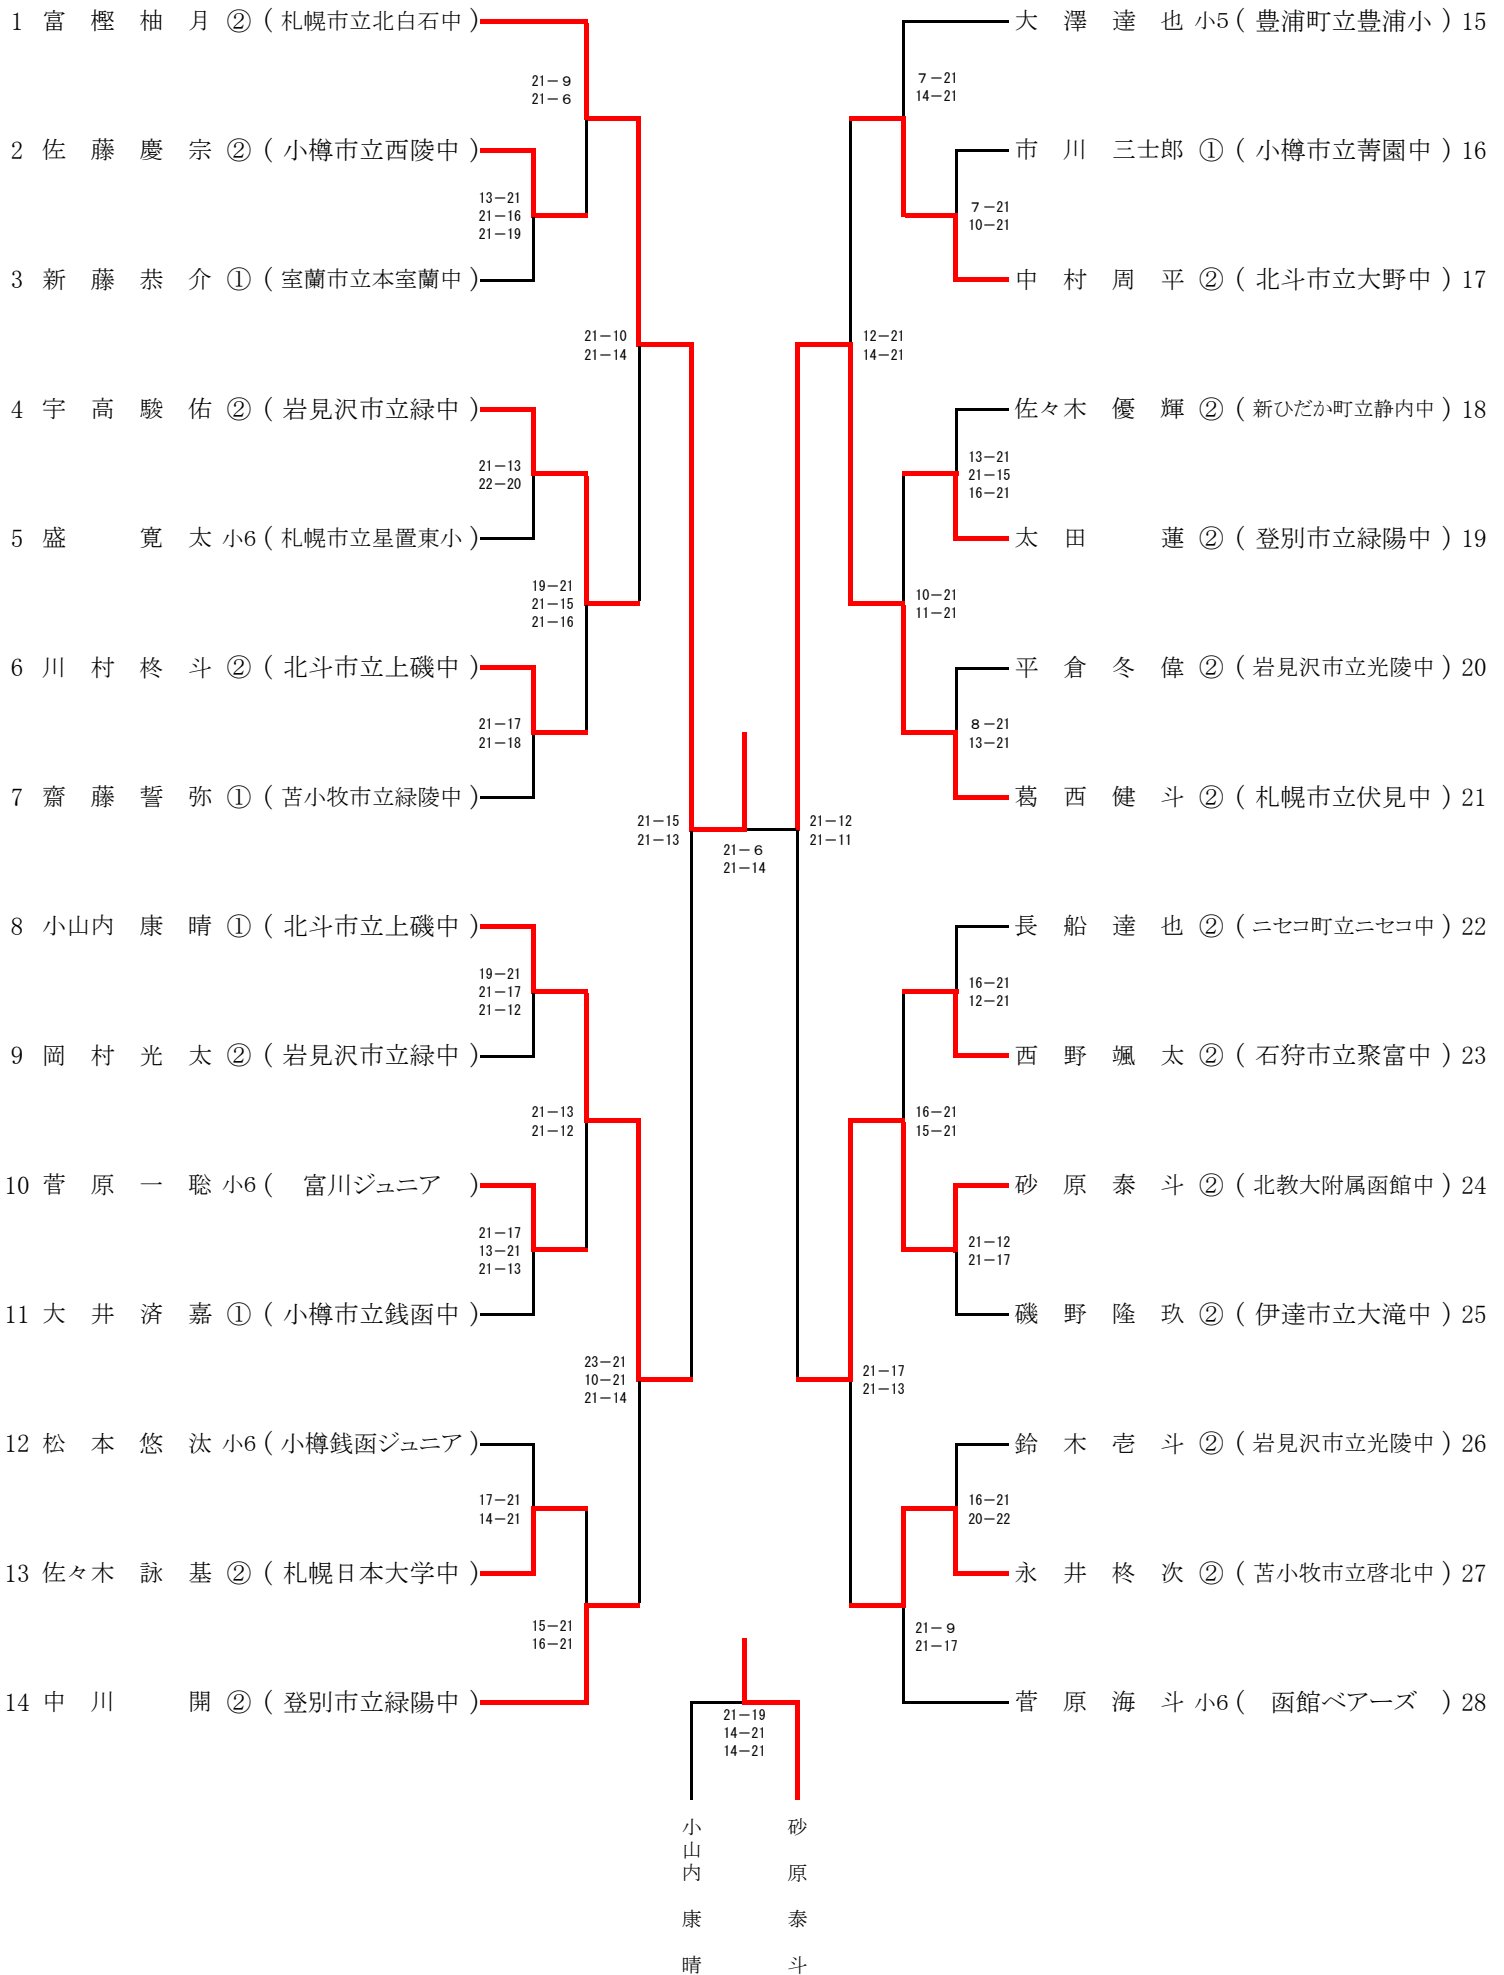 1 富樫柚月 ② ( 札幌市立北白石中 )
21－9
21－6
2 佐藤慶宗 ② ( 小樽市立西陵中 )
13－21
21－16
21－19
3 新藤恭介 ① ( 室蘭市立本室蘭中 )
21－10
21－14
4 宇高駿佑 ② ( 岩見沢市立緑中 )
21－13
22－20
5 盛寛太 小6 ( 札幌市立星置東小 )
19－21
21－15
21－16
6 川村柊斗 ② ( 北斗市立上磯中 )
21－17
21－18
7 齋藤誓弥 ① ( 苫小牧市立緑陵中 )
21－15
21－13
8 小山内康晴 ① ( 北斗市立上磯中 )
19－21
21－17
21－12
9 岡村光太 ② ( 岩見沢市立緑中 )
21－13
21－12
10 菅原一聡 小6 ( 富川ジュニア )
21－17
13－21
21－13
11 大井済嘉 ① ( 小樽市立銭函中 )
23－21
10－21
21－14
12 松本悠汰 小6 ( 小樽銭函ジュニア )
17－21
14－21
13 佐々木詠基 ② ( 札幌日本大学中 )
15－21
16－21
14 中川開 ② ( 登別市立緑陽中 )
21－6
21－14
大澤達也 小5 ( 豊浦町立豊浦小 ) 15
7－21
14－21
市川三士郎 ① ( 小樽市立菁園中 ) 16
7－21
10－21
中村周平 ② ( 北斗市立大野中 ) 17
12－21
14－21
佐々木優輝 ② ( 新ひだか町立静内中 ) 18
13－21
21－15
16－21
太田蓮 ② ( 登別市立緑陽中 ) 19
10－21
11－21
平倉冬偉 ② ( 岩見沢市立光陵中 ) 20
8－21
13－21
葛西健斗 ② ( 札幌市立伏見中 ) 21
21－12
21－11
長船達也 ② ( ニセコ町立ニセコ中 ) 22
16－21
12－21
西野颯太 ② ( 石狩市立聚富中 ) 23
16－21
15－21
砂原泰斗 ② ( 北教大附属函館中 ) 24
21－12
21－17
磯野隆玖 ② ( 伊達市立大滝中 ) 25
21－17
21－13
鈴木壱斗 ② ( 岩見沢市立光陵中 ) 26
16－21
20－22
永井柊次 ② ( 苫小牧市立啓北中 ) 27
21－9
21－17
菅原海斗 小6 ( 函館ベアーズ ) 28
21－19
14－21
14－21
小山内康晴
砂原泰斗